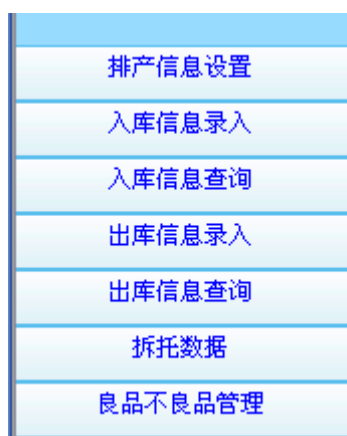 排产信息设置
入库信息录入
入库信息查询
出库信息录入
出库信息查询
拆托数据
良品不良品管理